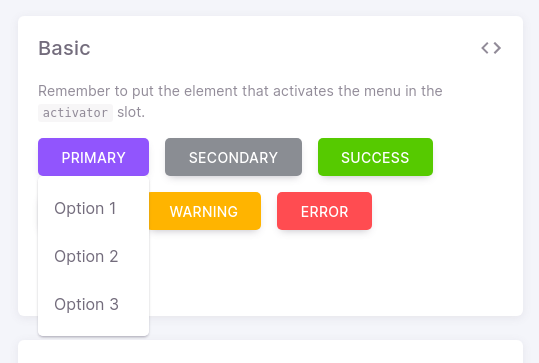 Basic
Remember to put the element that activates the menu in the
activator slot.
PRIMARY SECONDARY SUCCESS
WARNING ERROR
Option 1
Option 2
Option 3